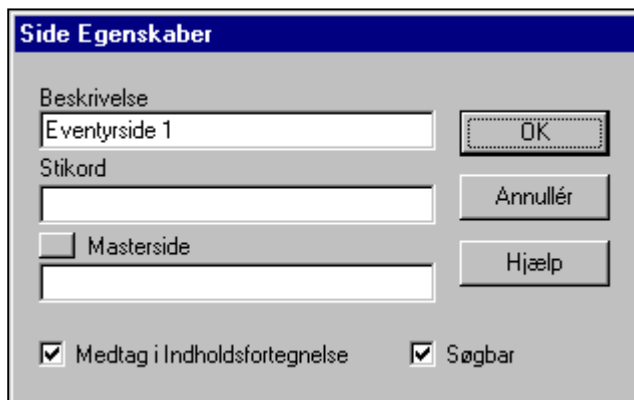 Side Egenskaber
Beskrivelse
Eventyrside 1
OK
Stikord
Annullér
Masterside
Hjælp
Medtag i Indholdsfortegnelse
Søgbar